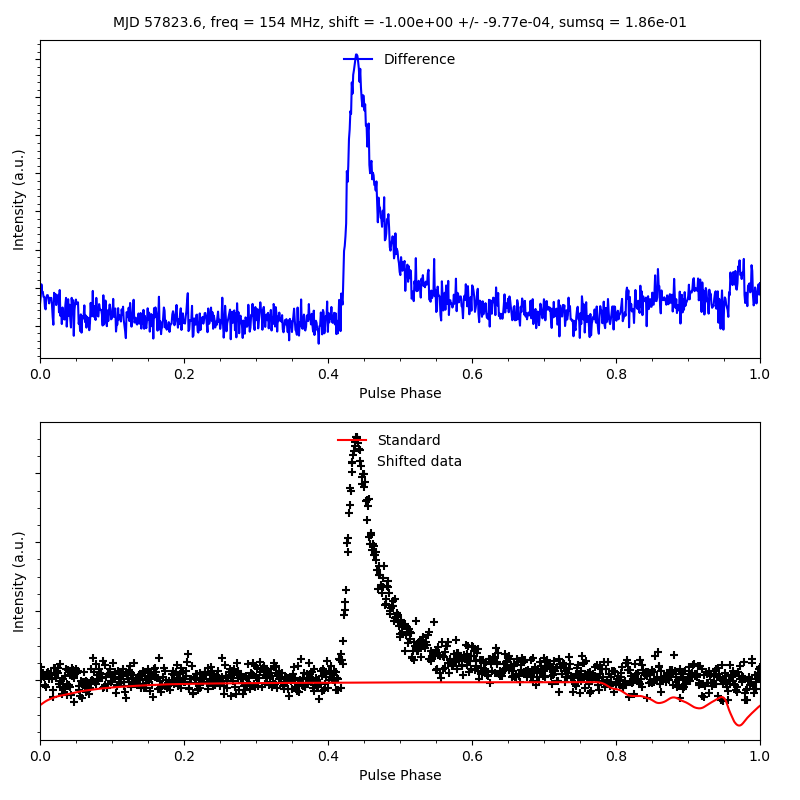 MJD 57823.6, freq = 154 MHz, shift = -1.00e+00 +/- -9.77e-04, sumsq = 1.86e-01
Difference
Intensity (a.u.)
0.0 0.2 0.4 0.6 0.8 1.0
Pulse Phase
Standard
Shifted data
Intensity (a.u.)
0.0 0.2 0.4 0.6 0.8 1.0
Pulse Phase